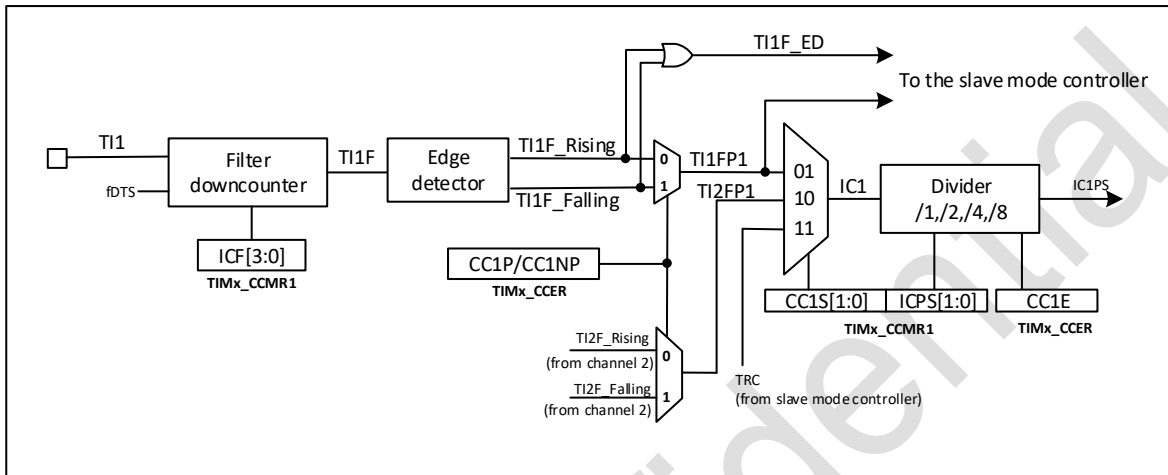 TI1F_ED
To the slave mode controller
TI1
fDTS
Filter
downcounter
TI1F
Edge
detector
TI1F_Rising
TI1F_Falling
0
1
TI1FP1
TI2FP1
01
10
11
IC1
Divider
/1,/2,/4,/8
IC1PS
ICF[3:0]
TIMx_CCMR1
CC1P/CC1NP
TIMx_CCER
CC1S[1:0]
ICPS[1:0]
TIMx_CCMR1
CC1E
TIMx_CCER
TI2F_Rising
(from channel 2)
TI2F_Falling
(from channel 2)
0
1
TRC
(from slave mode controller)
fidential